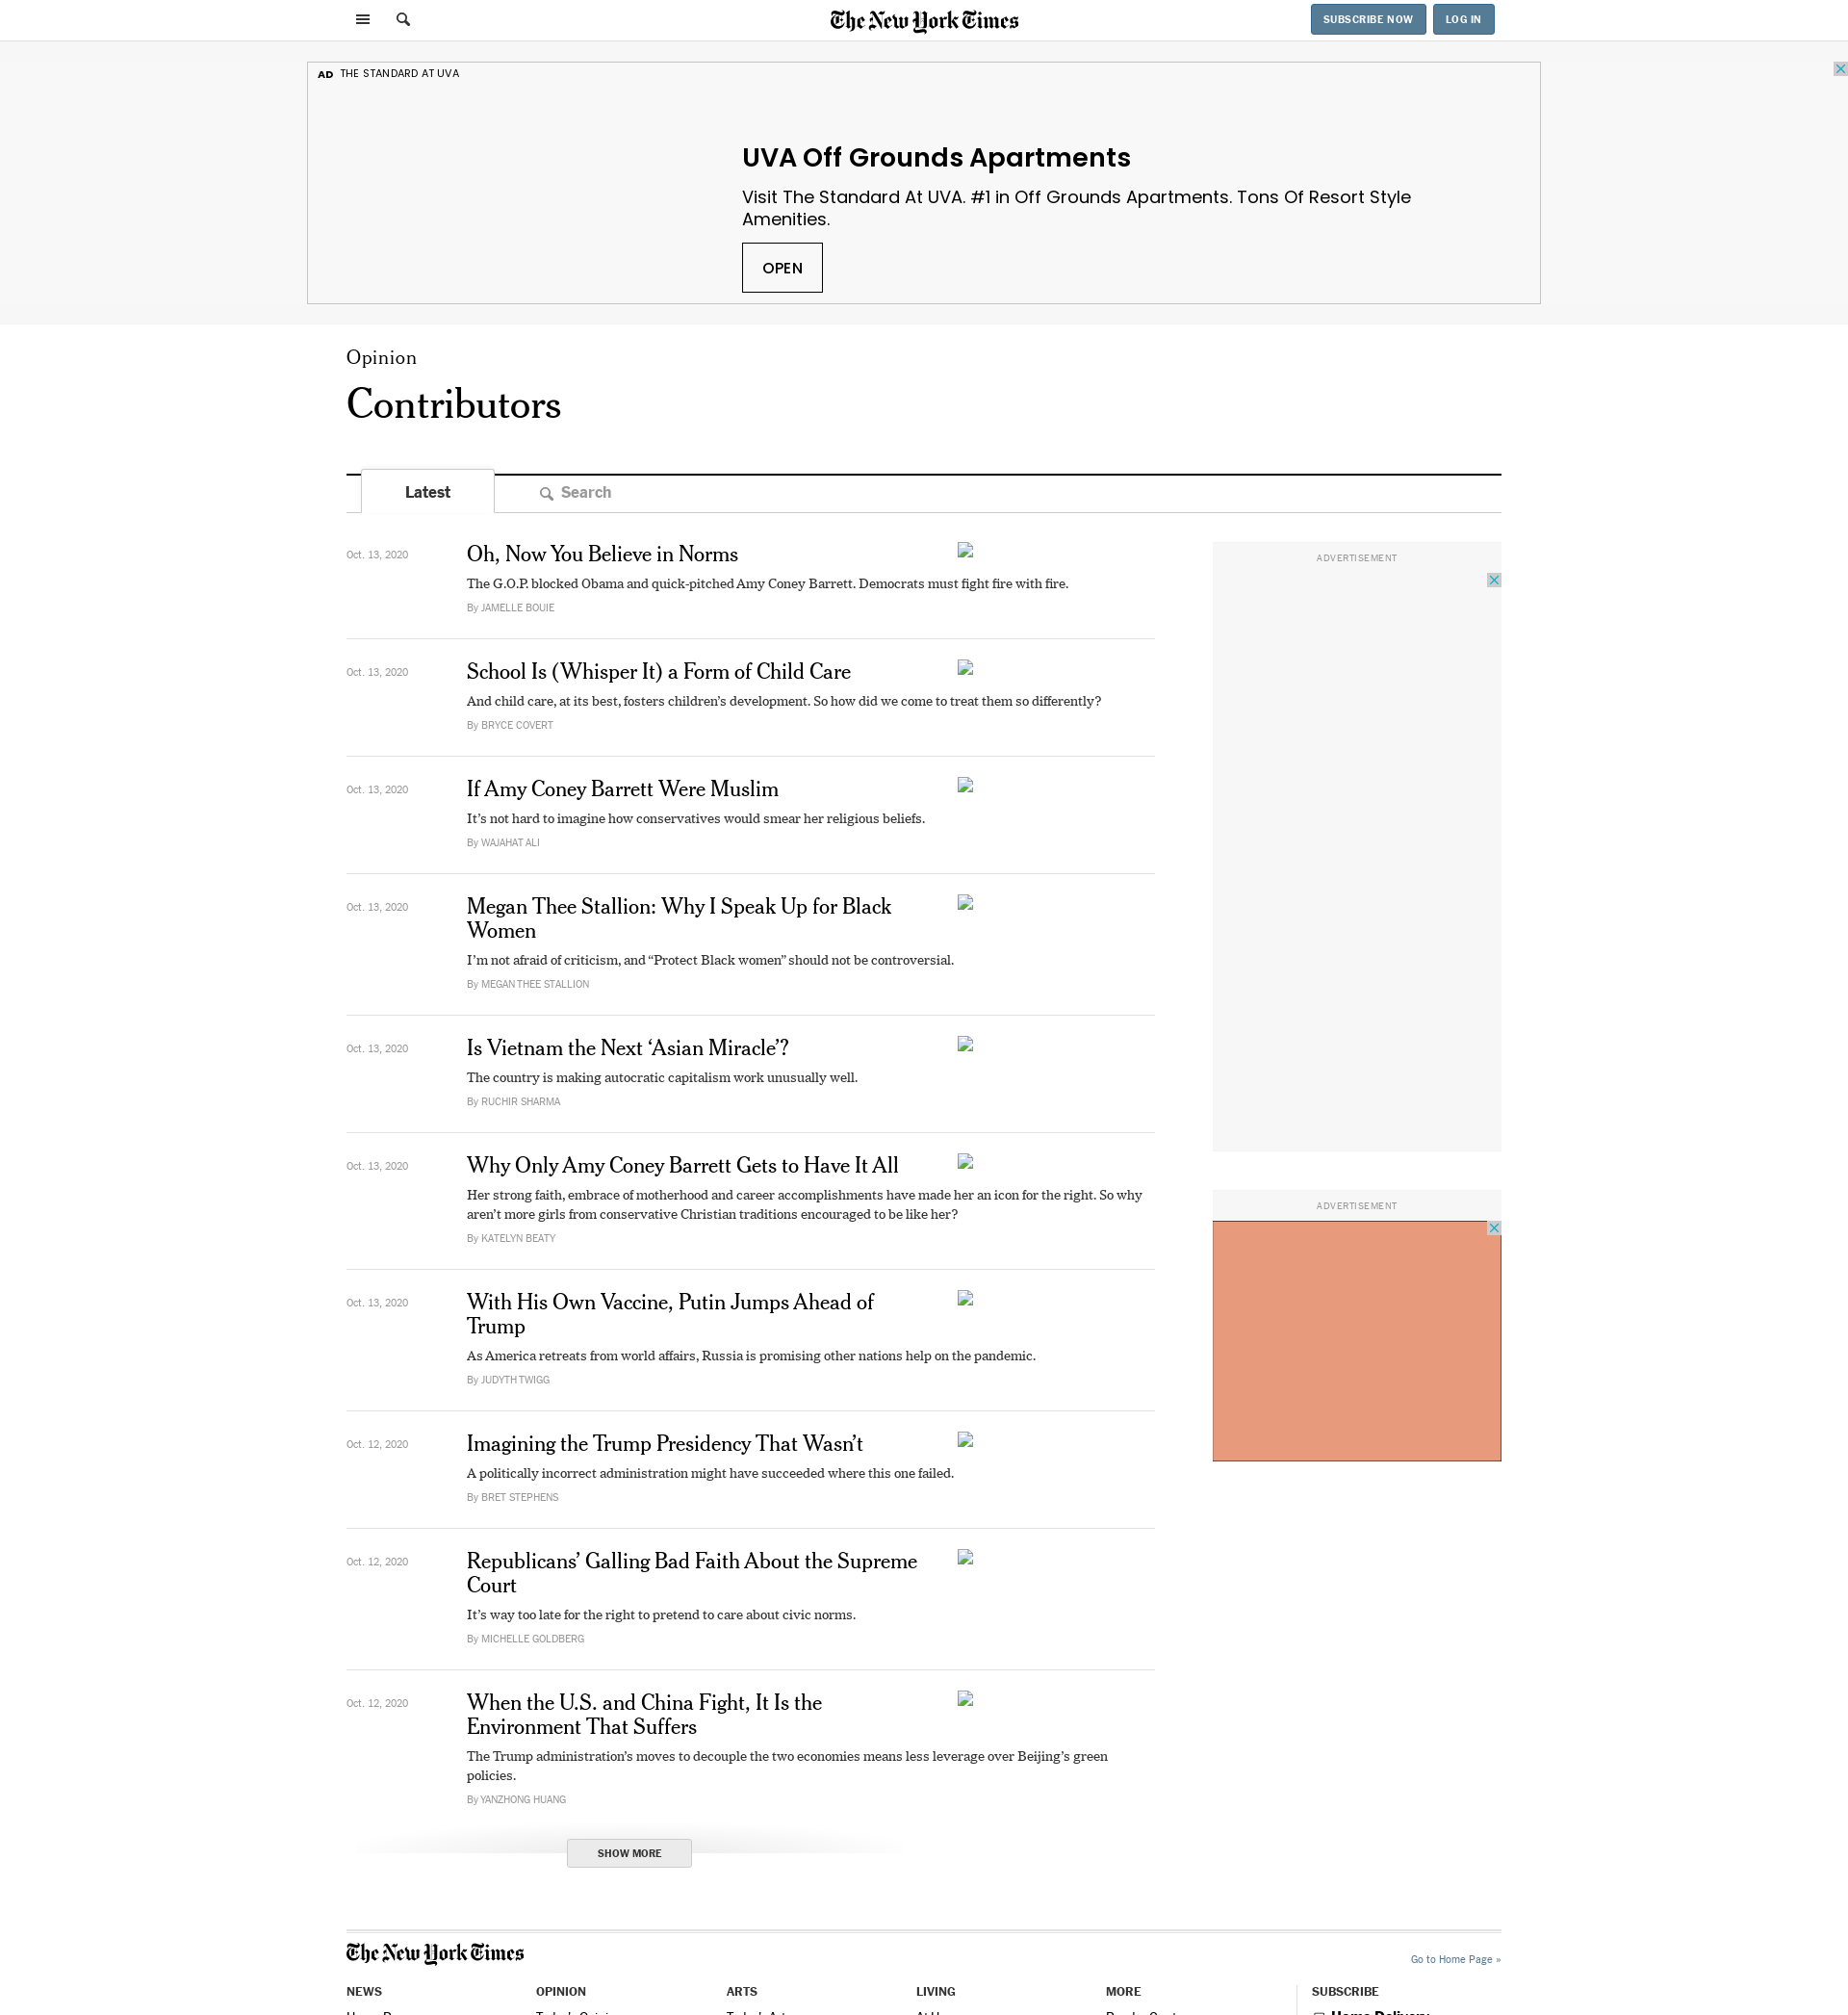 The New York Times
SUBSCRIBE NOW
LOG IN
AD THE STANDARD AT UVA
UVA Off Grounds Apartments
Visit The Standard At UVA. #1 in Off Grounds Apartments. Tons Of Resort Style
Amenities.
OPEN
Opinion
Contributors
Latest
Search
Oct. 13, 2020
Oh, Now You Believe in Norms
The G.O.P. blocked Obama and quick-pitched Amy Coney Barrett. Democrats must fight fire with fire.
By JAMELLE BOUIE
Oct. 13, 2020
School Is (Whisper It) a Form of Child Care
And child care, at its best, fosters children’s development. So how did we come to treat them so differently?
By BRYCE COVERT
Oct. 13, 2020
If Amy Coney Barrett Were Muslim
It’s not hard to imagine how conservatives would smear her religious beliefs.
By WAJAHAT ALI
Oct. 13, 2020
Megan Thee Stallion: Why I Speak Up for Black
Women
I’m not afraid of criticism, and “Protect Black women” should not be controversial.
By MEGAN THEE STALLION
Oct. 13, 2020
Is Vietnam the Next ‘Asian Miracle’?
The country is making autocratic capitalism work unusually well.
By RUCHIR SHARMA
Oct. 13, 2020
Why Only Amy Coney Barrett Gets to Have It All
Her strong faith, embrace of motherhood and career accomplishments have made her an icon for the right. So why
aren’t more girls from conservative Christian traditions encouraged to be like her?
By KATELYN BEATY
Oct. 13, 2020
With His Own Vaccine, Putin Jumps Ahead of
Trump
As America retreats from world affairs, Russia is promising other nations help on the pandemic.
By JUDYTH TWIGG
Oct. 12, 2020
Imagining the Trump Presidency That Wasn’t
A politically incorrect administration might have succeeded where this one failed.
By BRET STEPHENS
Oct. 12, 2020
Republicans’ Galling Bad Faith About the Supreme
Court
It’s way too late for the right to pretend to care about civic norms.
By MICHELLE GOLDBERG
Oct. 12, 2020
When the U.S. and China Fight, It Is the
Environment That Suffers
The Trump administration’s moves to decouple the two economies means less leverage over Beijing’s green
policies.
By YANZHONG HUANG
SHOW MORE
ADVERTISEMENT
ADVERTISEMENT
The New York Times
Go to Home Page »
NEWS
OPINION
ARTS
LIVING
MORE
SUBSCRIBE
Home Delivery